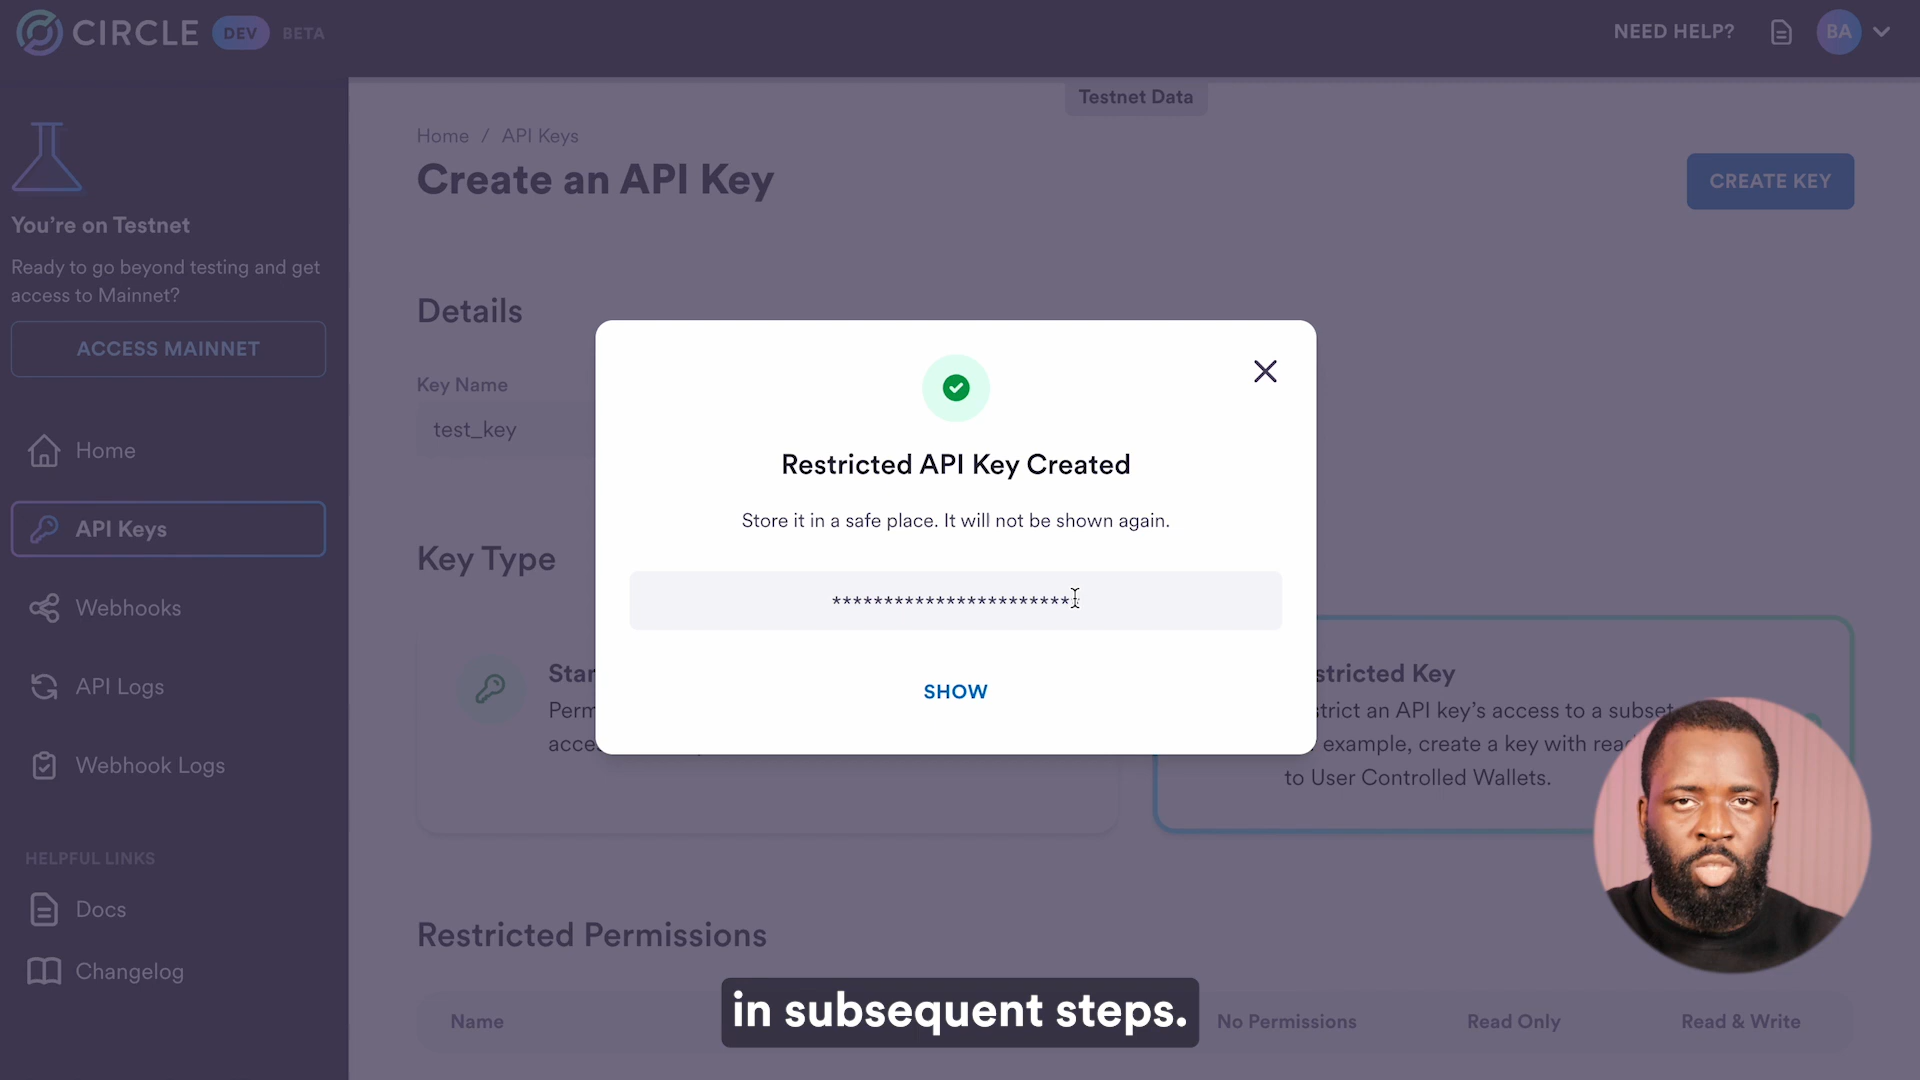 CIRCLE DEV BETA
NEED HELP?
BA
Testnet Data
Home / API Keys
Create an API Key
CREATE KEY
You're on Testnet
Ready to go beyond testing and get
access to Mainnet?
ACCESS MAINNET
Home
API Keys
Webhooks
API Logs
Webhook Logs
HELPFUL LINKS
Docs
Changelog
Details
Key Name
test_key
Key Type
Restricted API Key Created
Store it in a safe place. It will not be shown again.
************************
SHOW
stricted Key
trict an API key's access to a subset
example, create a key with
to User Controlled Wallets.
Restricted Permissions
Name
No Permissions
Read Only
Read & Write
in subsequent steps.